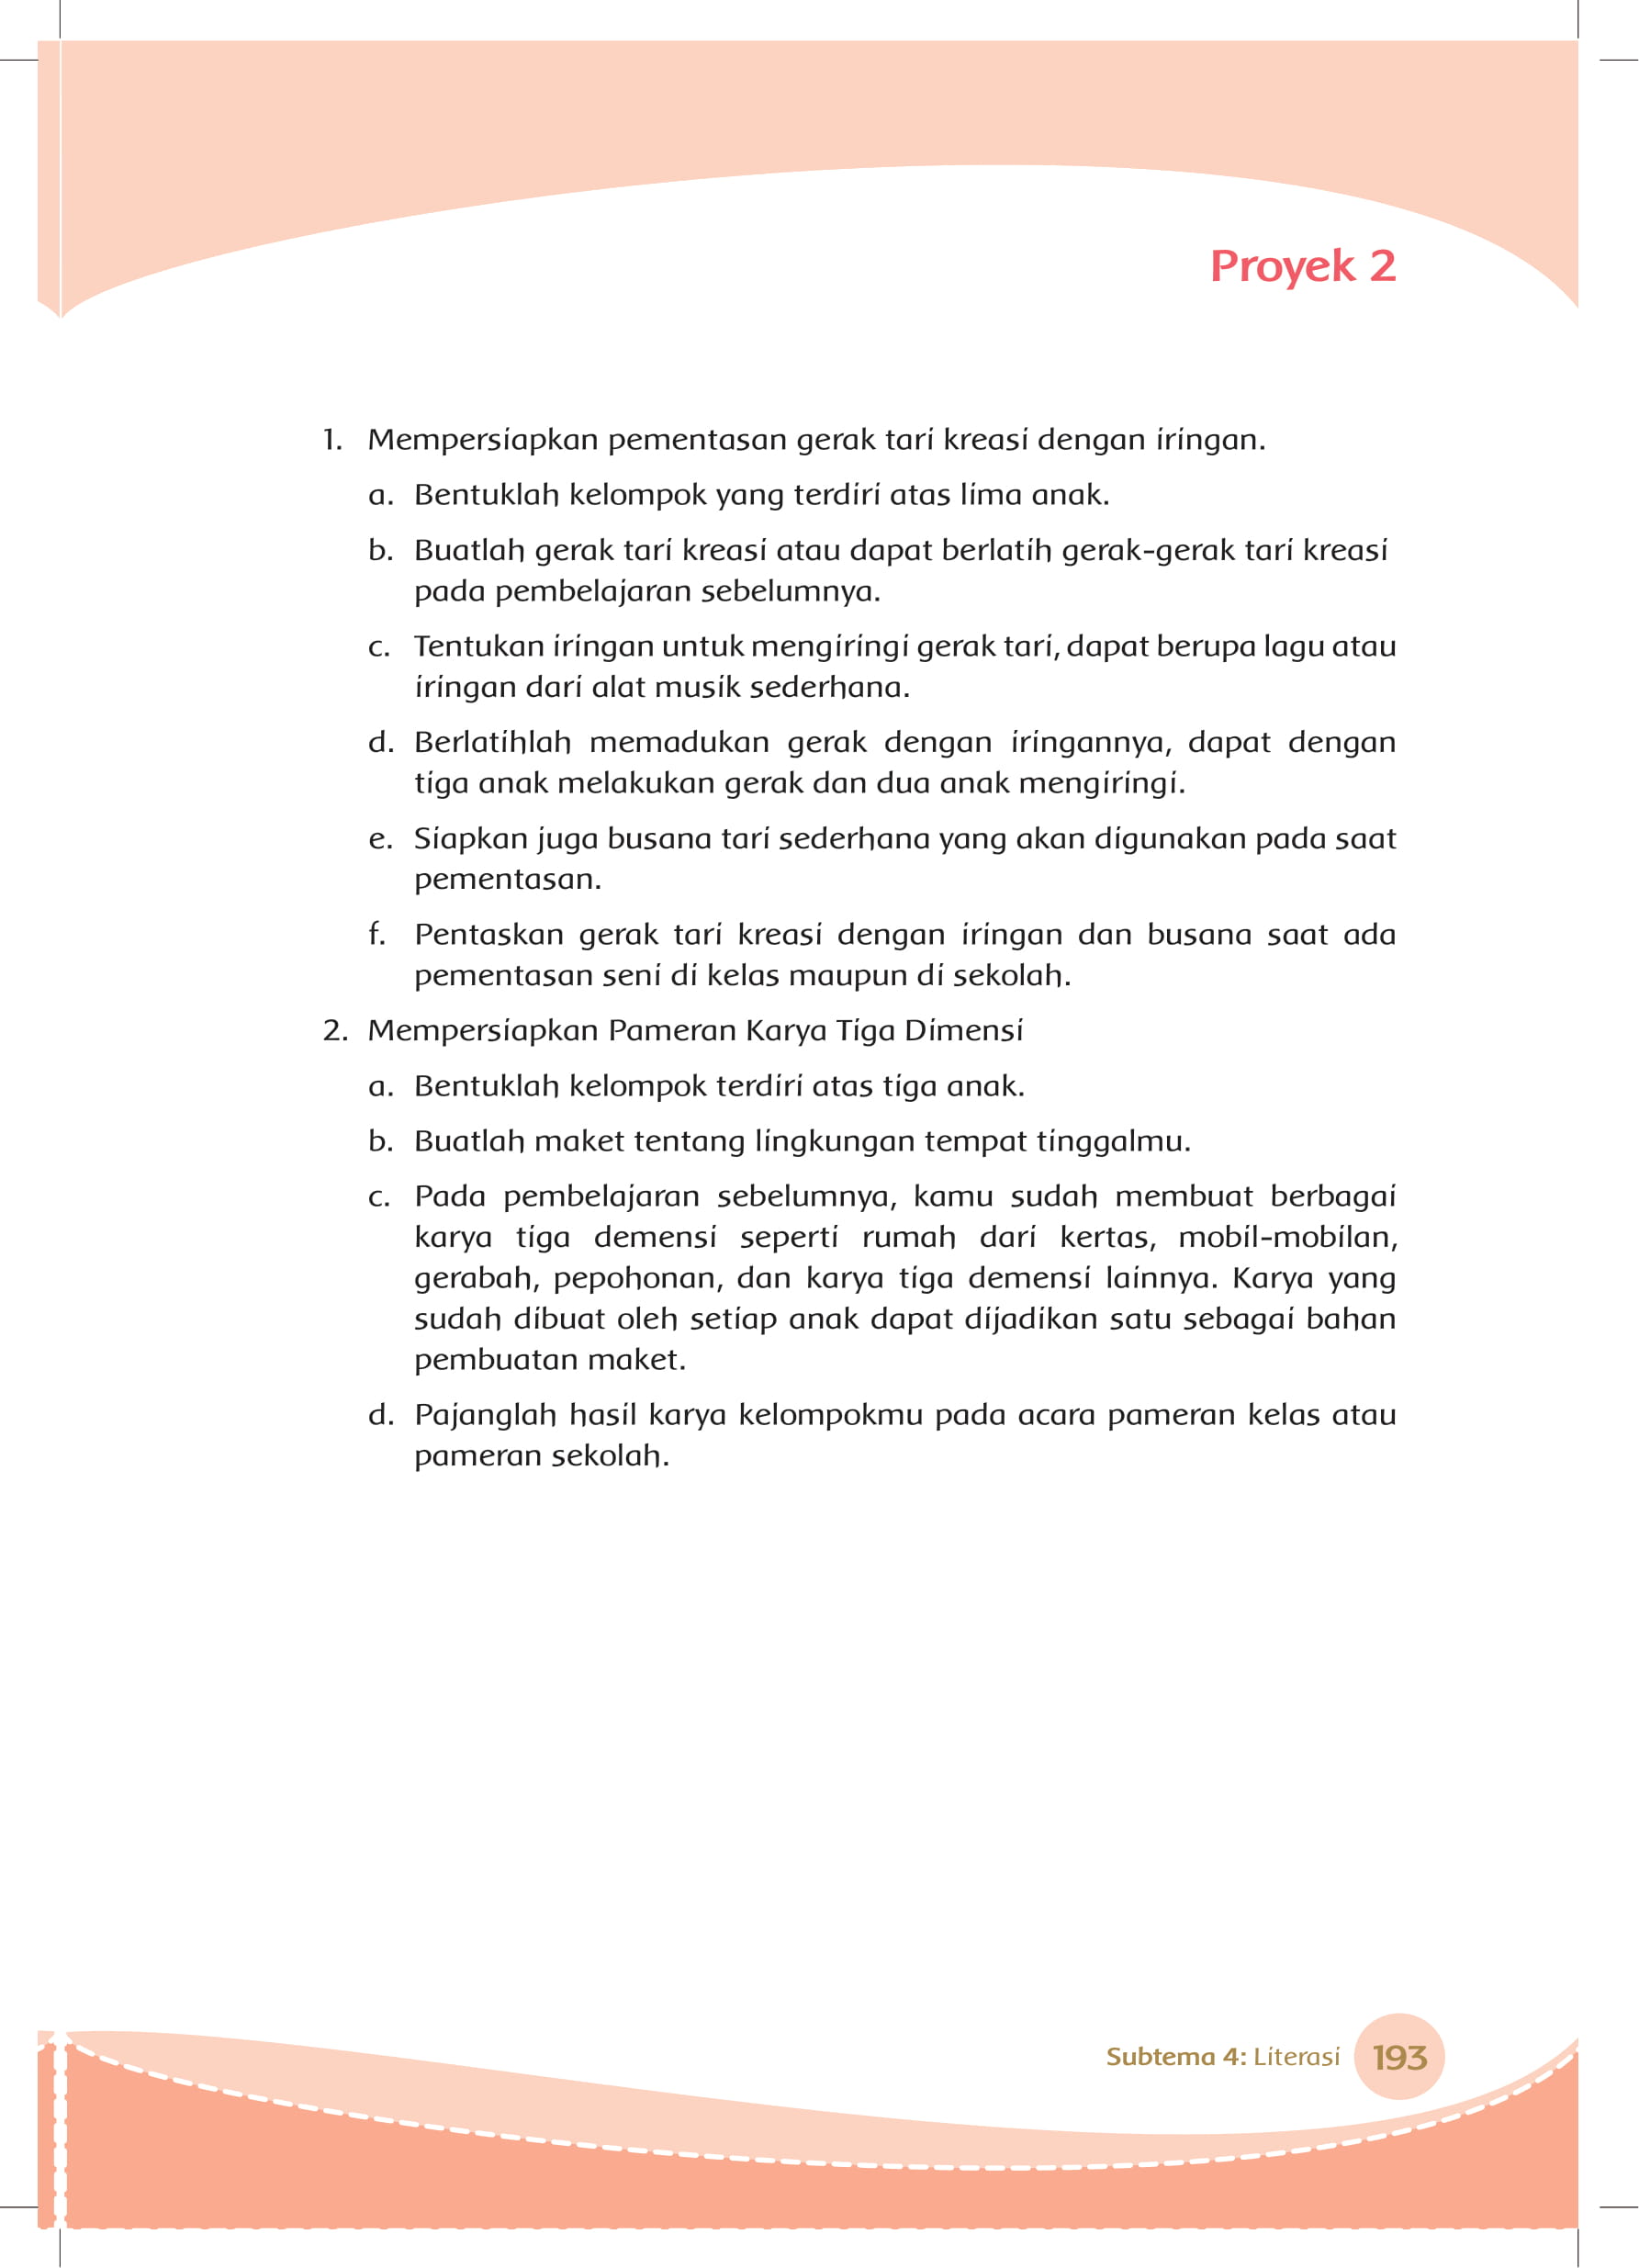 Proyek 2
1. Mempersiapkan pementasan gerak tari kreasi dengan iringan.
a. Bentuklah kelompok yang terdiri atas lima anak.
b. Buatlah gerak tari kreasi atau dapat berlatih gerak-gerak tari kreasi
pada pembelajaran sebelumnya.
c. Tentukan iringan untuk mengiringi gerak tari, dapat berupa lagu atau
iringan dari alat musik sederhana.
d. Berlatihlah memadukan gerak dengan iringannya, dapat dengan
tiga anak melakukan gerak dan dua anak mengiringi.
e. Siapkan juga busana tari sederhana yang akan digunakan pada saat
pementasan.
f. Pentaskan gerak tari kreasi dengan iringan dan busana saat ada
pementasan seni di kelas maupun di sekolah.
2. Mempersiapkan Pameran Karya Tiga Dimensi
a. Bentuklah kelompok terdiri atas tiga anak.
b. Buatlah maket tentang lingkungan tempat tinggalmu.
c. Pada pembelajaran sebelumnya, kamu sudah membuat berbagai
karya tiga demensi seperti rumah dari kertas, mobil-mobilan,
gerabah, pepohonan, dan karya tiga demensi lainnya. Karya yang
sudah dibuat oleh setiap anak dapat dijadikan satu sebagai bahan
pembuatan maket.
d. Pajanglah hasil karya kelompokmu pada acara pameran kelas atau
pameran sekolah.
Subtema 4: Literasi 193